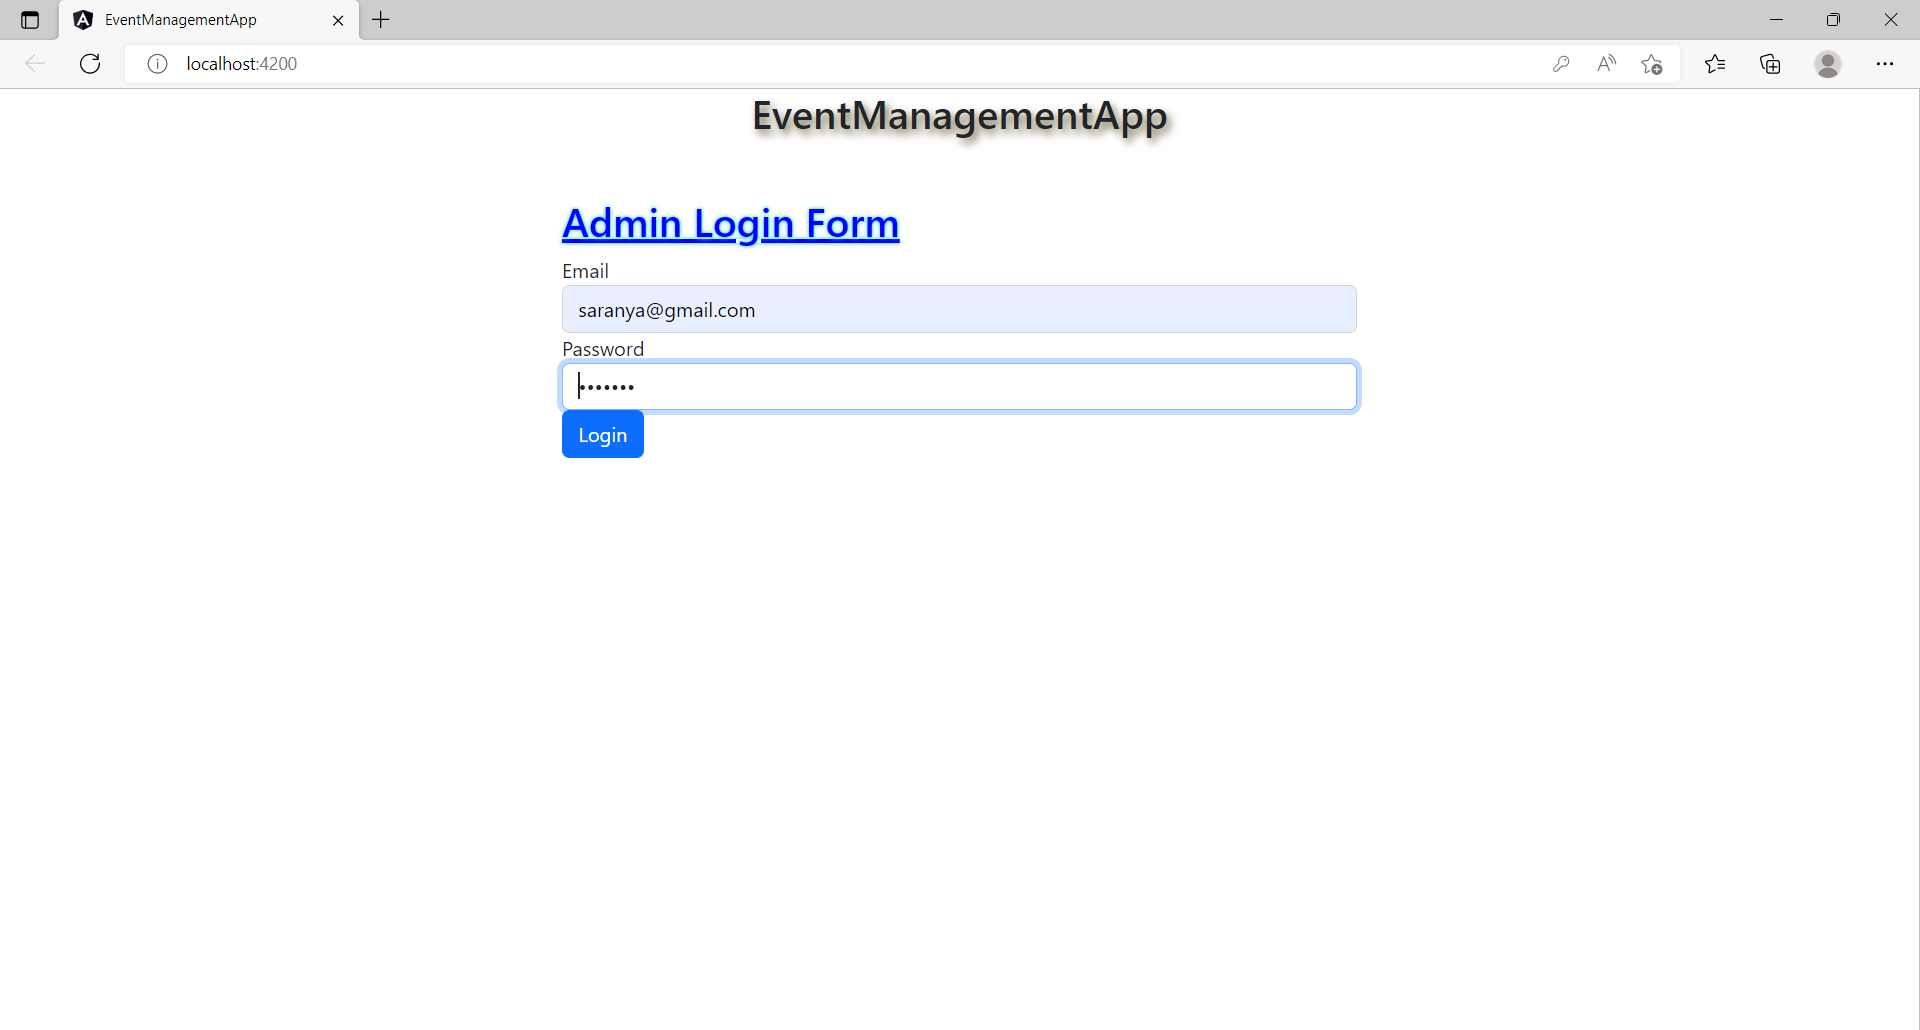 EventManagementApp
localhost:4200
EventManagementApp
Admin Login Form
Email
saranya@gmail.com
Password
•••••••
Login